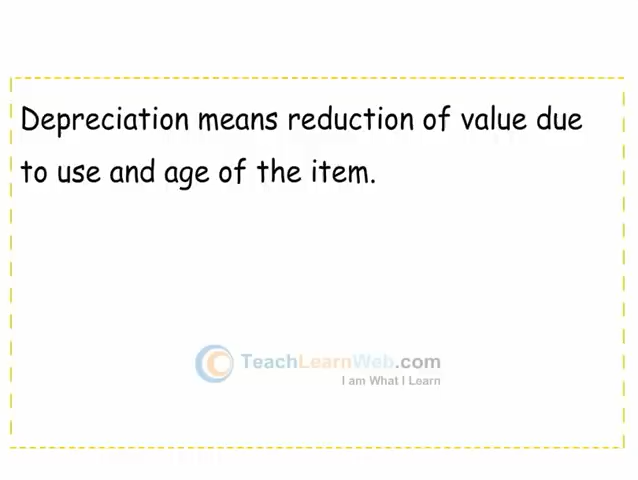 Depreciation means reduction of value due
to use and age of the item.
TeachLearnWeb.com
I am What I Learn